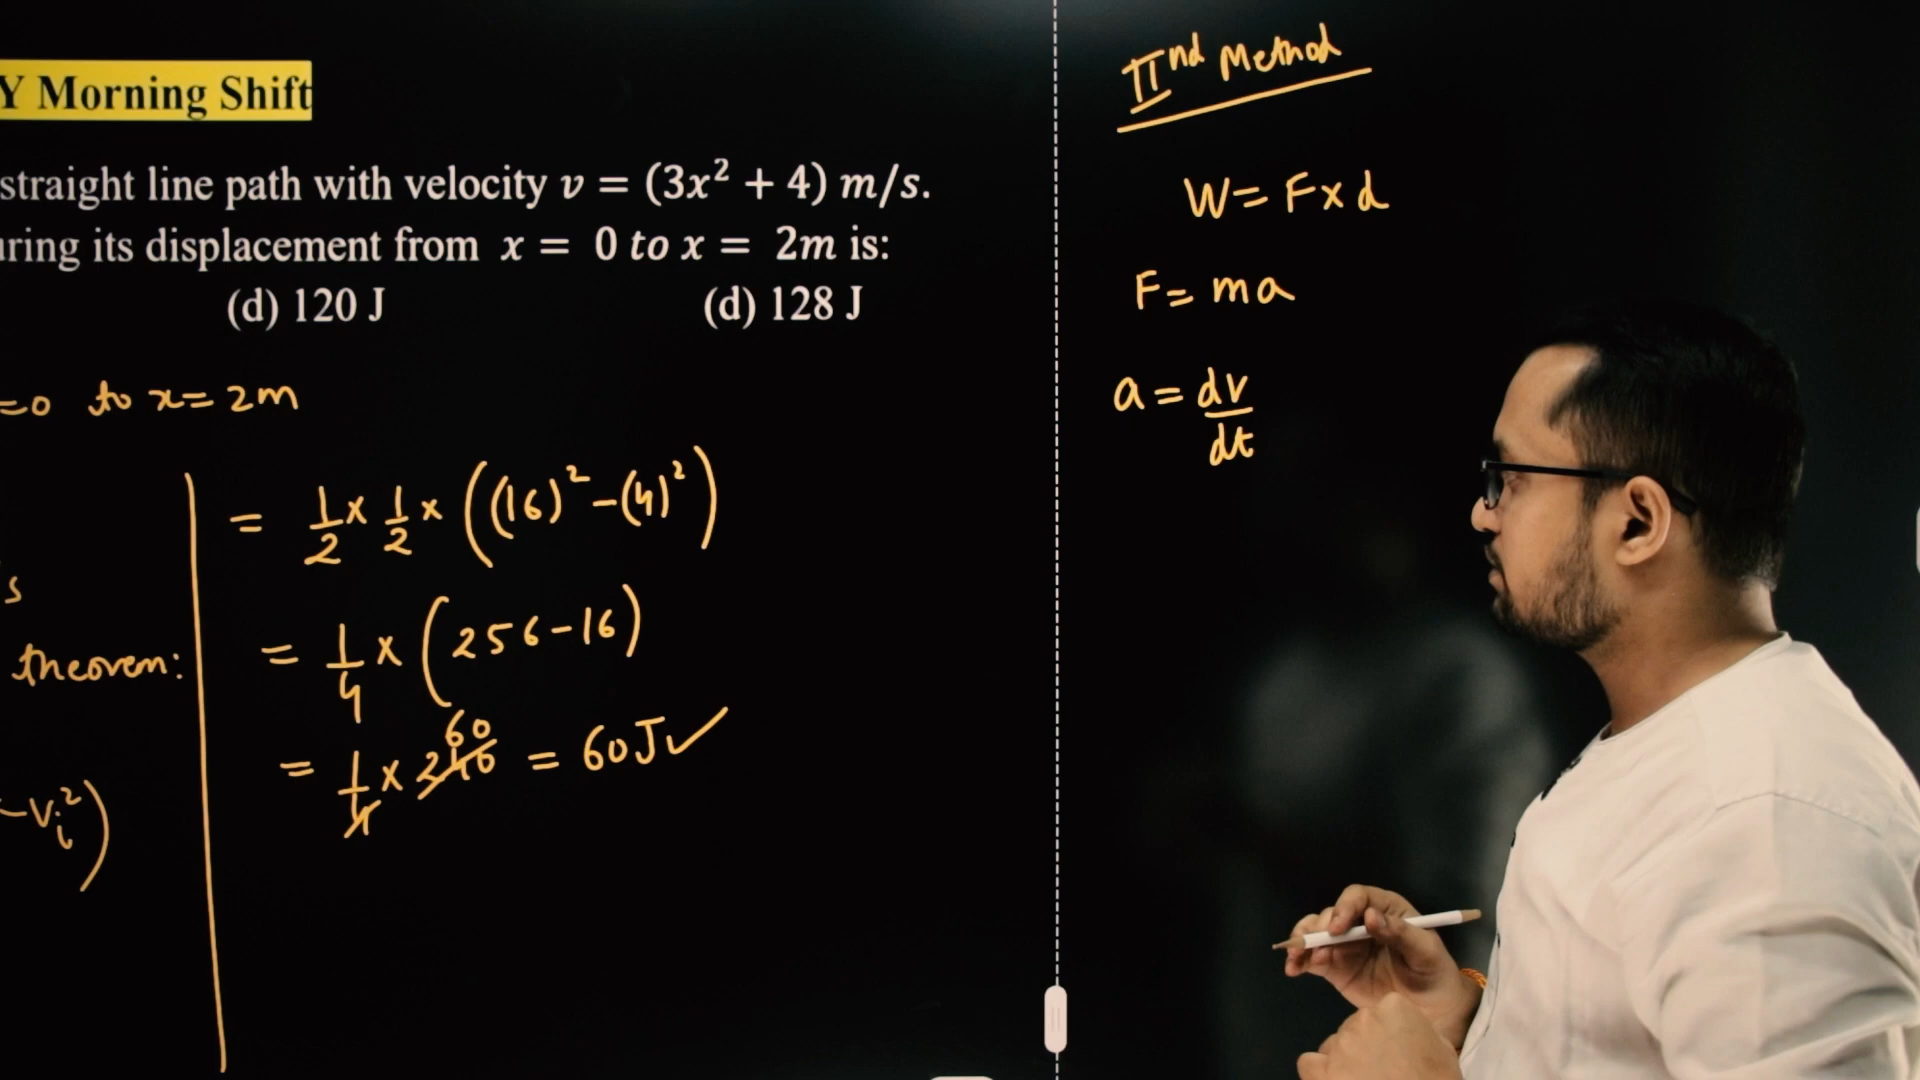 Y Morning Shift
straight line path with velocity v = (3x² + 4) m/s.
uring its displacement from x = 0 to x = 2m is:
(d) 120 J (d) 128 J
=0 to x = 2m
= 1/2 × 1/2 × ((16)² - (4)²)
s
= 1/4 × (256 - 16)
theorem:
= 1/4 × 240 60 = 60 J ✓
- vᵢ²)
IInd Method
W = F × d
F = ma
a = dv/dt